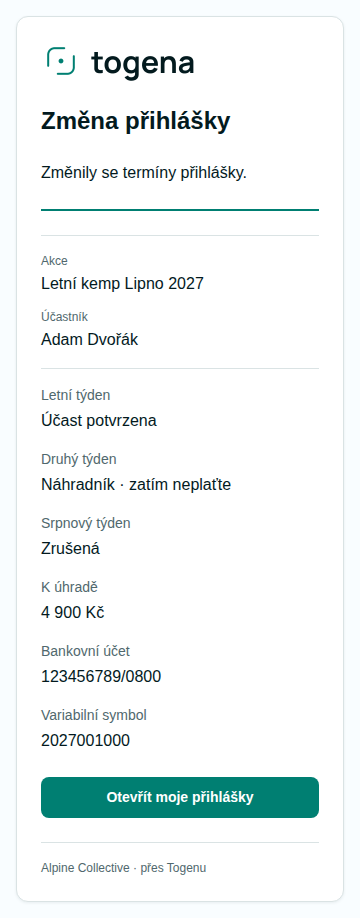 togena
Změna přihlášky
Změnily se termíny přihlášky.
Akce
Letní kemp Lipno 2027
Účastník
Adam Dvořák
Letní týden
Účast potvrzena
Druhý týden
Náhradník · zatím neplaťte
Srpnový týden
Zrušená
K úhradě
4 900 Kč
Bankovní účet
123456789/0800
Variabilní symbol
2027001000
Otevřít moje přihlášky
Alpine Collective · přes Togenu